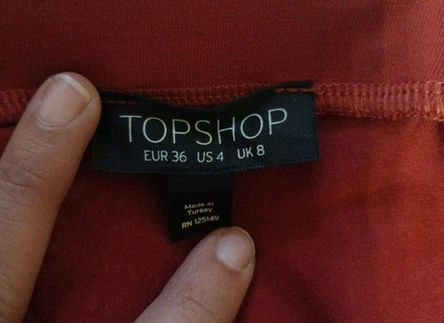 TOPSHOP
EUR 36 US 4 UK 8
Made in
Turkey
RN 125149